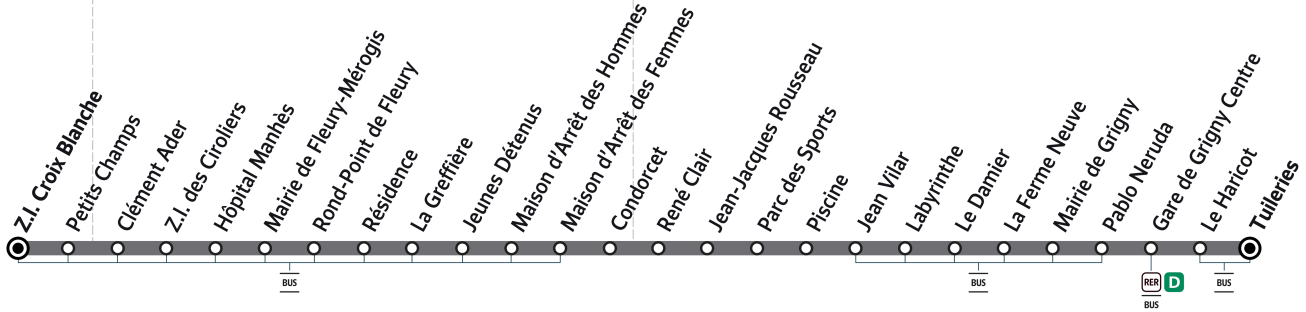 Z.I. Croix Blanche
Petits Champs
Clément Ader
Z.I. des Ciroliers
Hôpital Manhès
Mairie de Fleury-Mérogis
Rond-Point de Fleury
Résidence
La Greffière
Jeunes Détenus
Maison d'Arrêt des Hommes
Maison d'Arrêt des Femmes
Condorcet
René Clair
Jean-Jacques Rousseau
Parc des Sports
Piscine
Jean Vilar
Labyrinthe
Le Damier
La Ferme Neuve
Mairie de Grigny
Pablo Neruda
Gare de Grigny Centre
Le Haricot
Tuileries
BUS
BUS
RER D
BUS
BUS